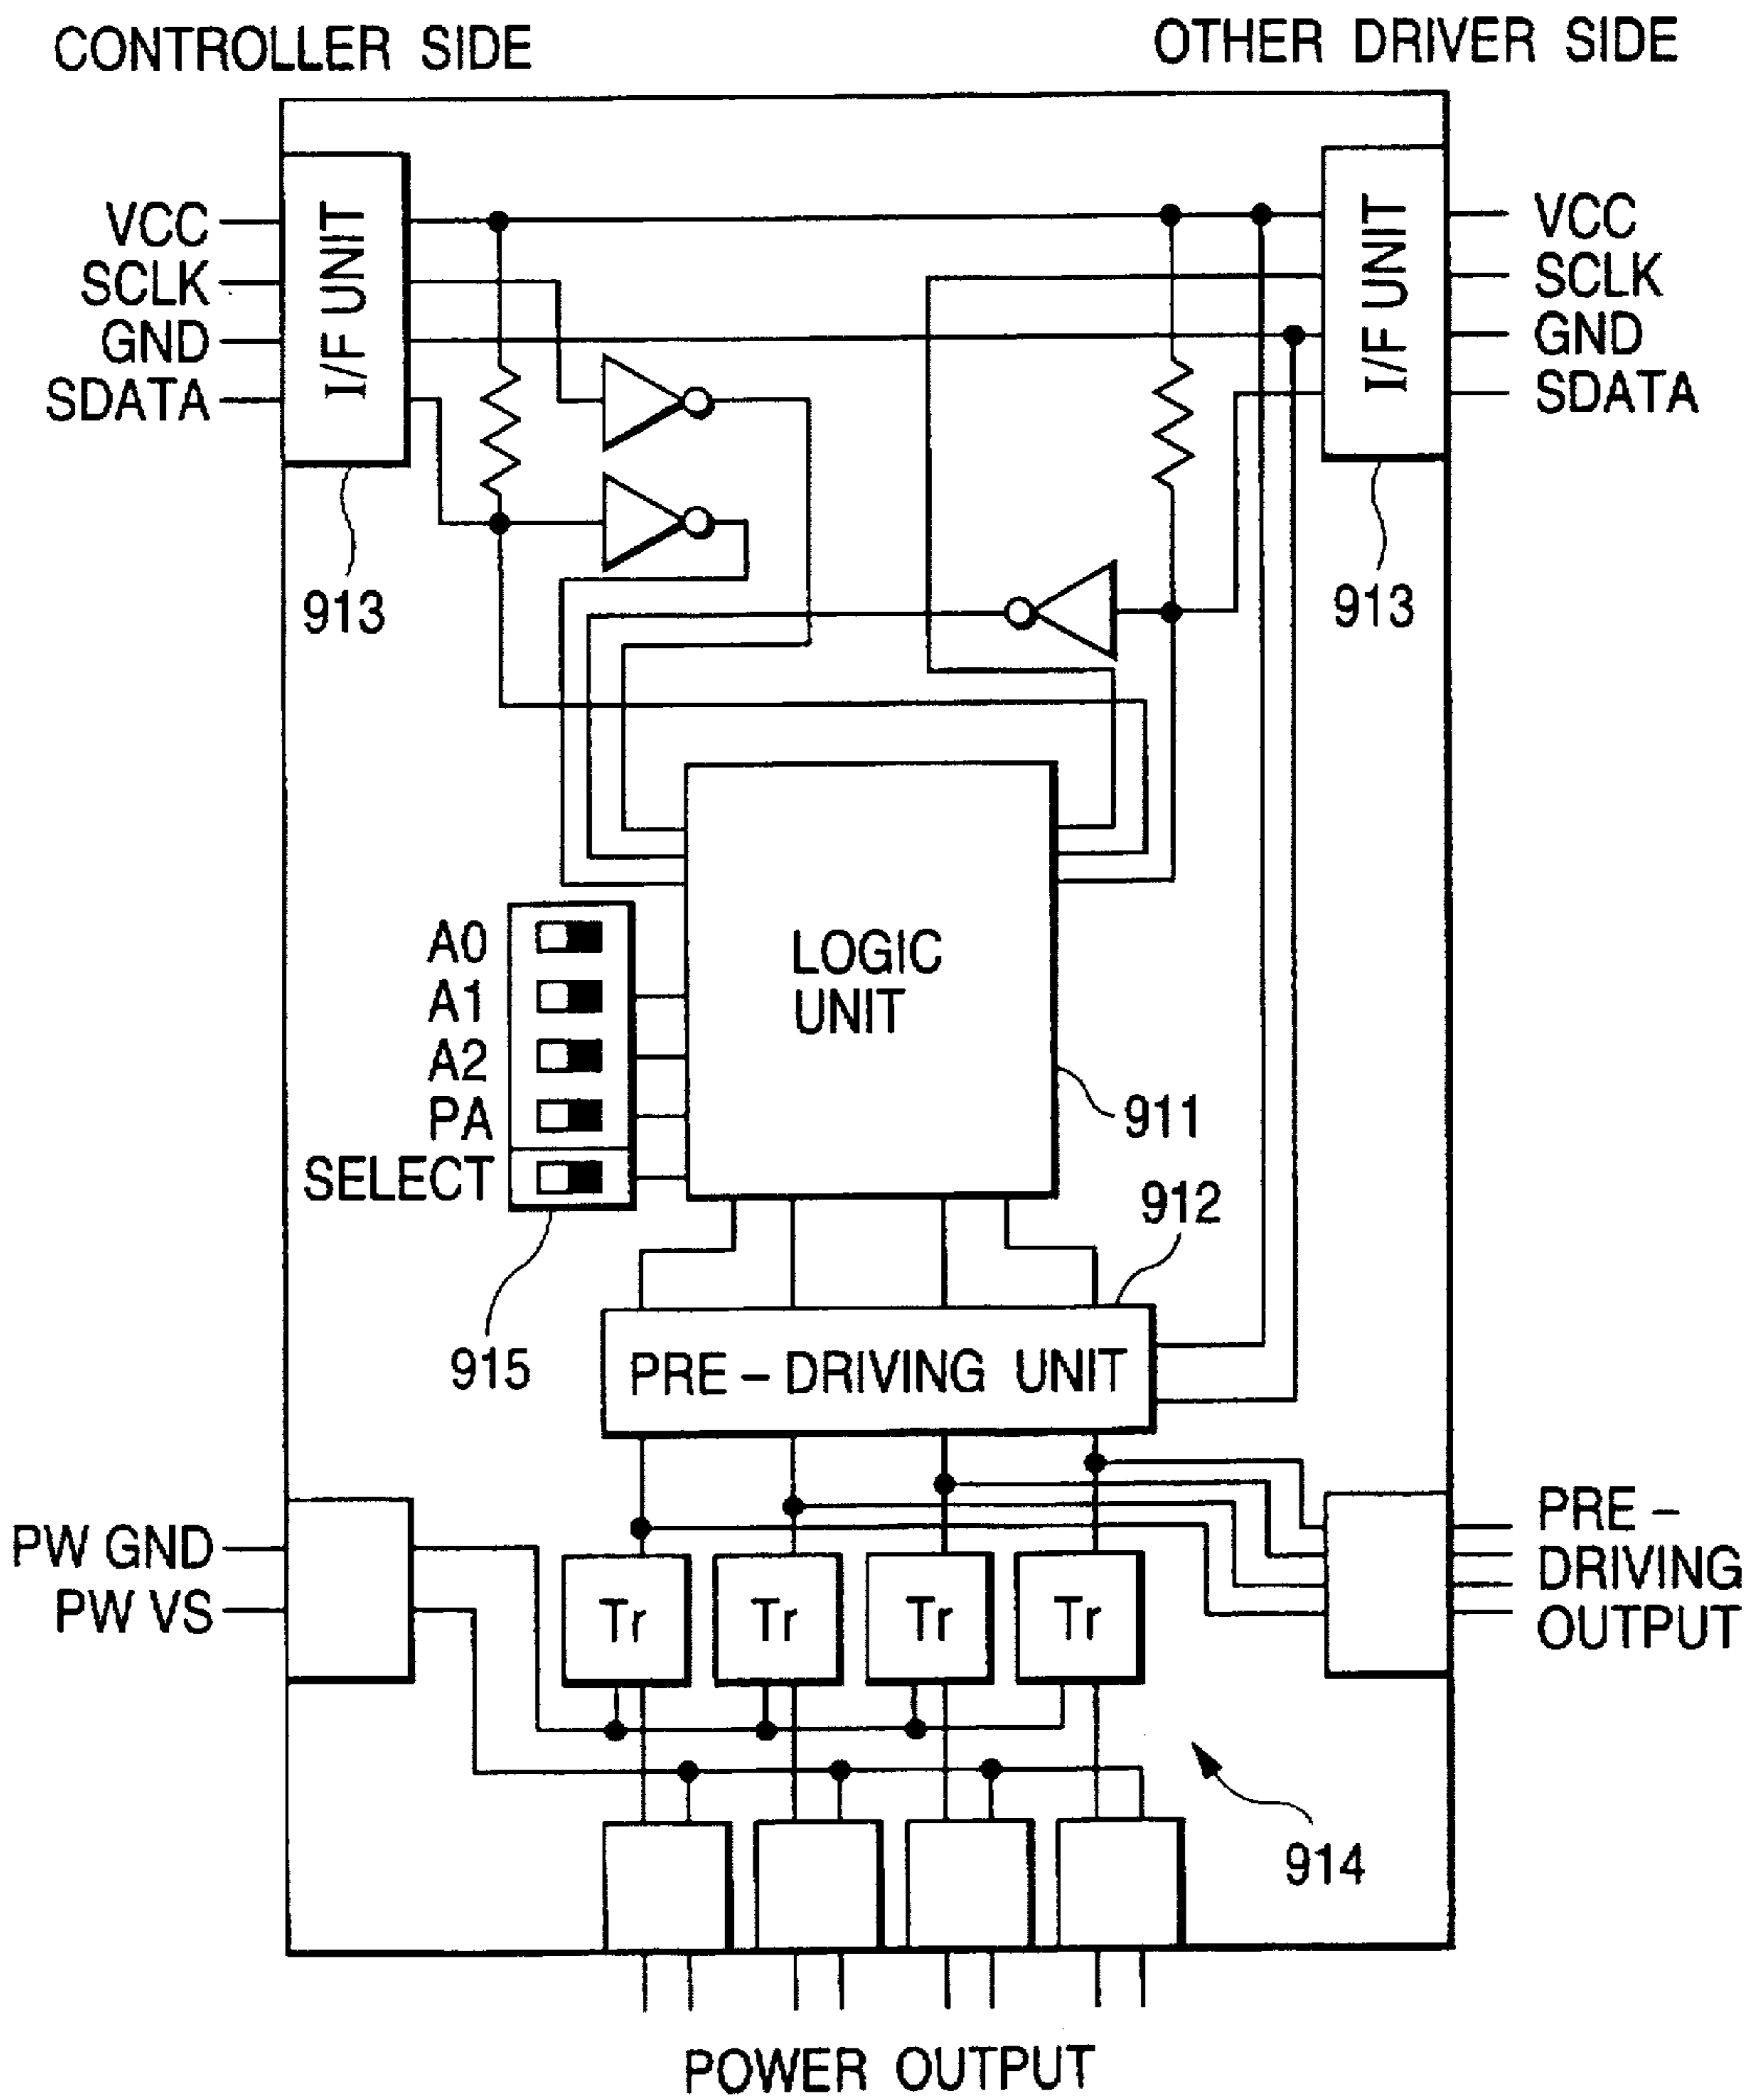 CONTROLLER SIDE
OTHER DRIVER SIDE
VCC
SCLK
GND
SDATA
I/F UNIT
I/F UNIT
VCC
SCLK
GND
SDATA
913
913
A0
A1
A2
PA
SELECT
LOGIC
UNIT
911
912
915
PRE – DRIVING UNIT
PW GND
PW VS
Tr
Tr
Tr
Tr
PRE –
DRIVING
OUTPUT
914
POWER OUTPUT